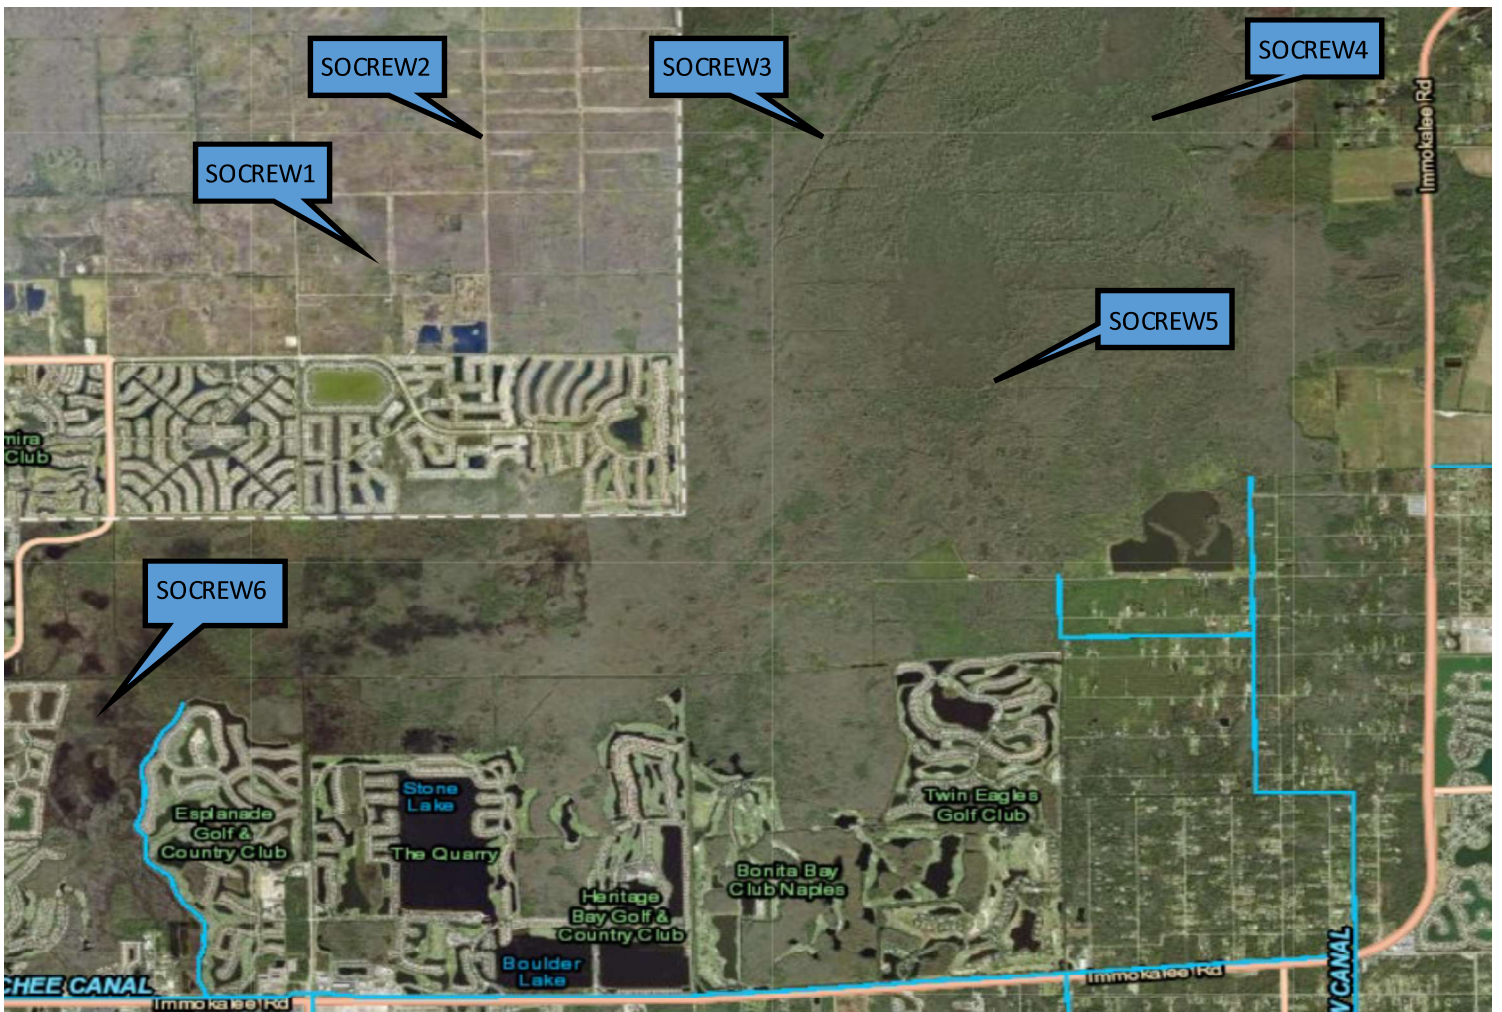 SOCREW4
SOCREW2
SOCREW3
Immokalee Rd
SOCREW1
SOCREW5
mira
Club
SOCREW6
Stone
Lake
Twin Eagles
Golf Club
Esplanade
Golf &
Country Club
The Quarry
Bonita Bay
Club Naples
Heritage
Bay Golf &
Country Club
Boulder
Lake
Immokalee Rd
CHEE CANAL
Immokalee Rd
CANAL